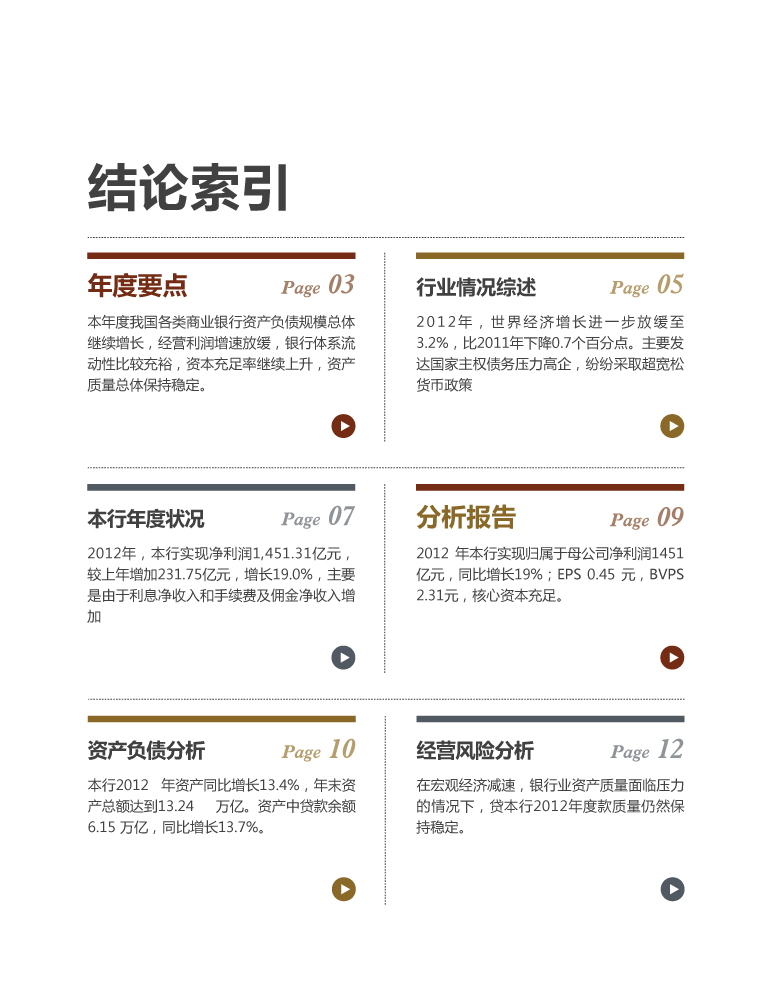 结论索引
年度要点 Page 03
本年度我国各类商业银行资产负债规模总体
继续增长，经营利润增速放缓，银行体系流
动性比较充裕，资本充足率继续上升，资产
质量总体保持稳定。
行业情况综述 Page 05
2012年，世界经济增长进一步放缓至
3.2%，比2011年下降0.7个百分点。主要发
达国家主权债务压力高企，纷纷采取超宽松
货币政策
本行年度状况 Page 07
2012年，本行实现净利润1,451.31亿元，
较上年增加231.75亿元，增长19.0%，主要
是由于利息净收入和手续费及佣金净收入增
加
分析报告 Page 09
2012 年本行实现归属于母公司净利润1451
亿元，同比增长19%；EPS 0.45 元，BVPS
2.31元，核心资本充足。
资产负债分析 Page 10
本行2012 年资产同比增长13.4%，年末资
产总额达到13.24 万亿。资产中贷款余额
6.15 万亿，同比增长13.7%。
经营风险分析 Page 12
在宏观经济减速，银行业资产质量面临压力
的情况下，贷本行2012年度款质量仍然保
持稳定。